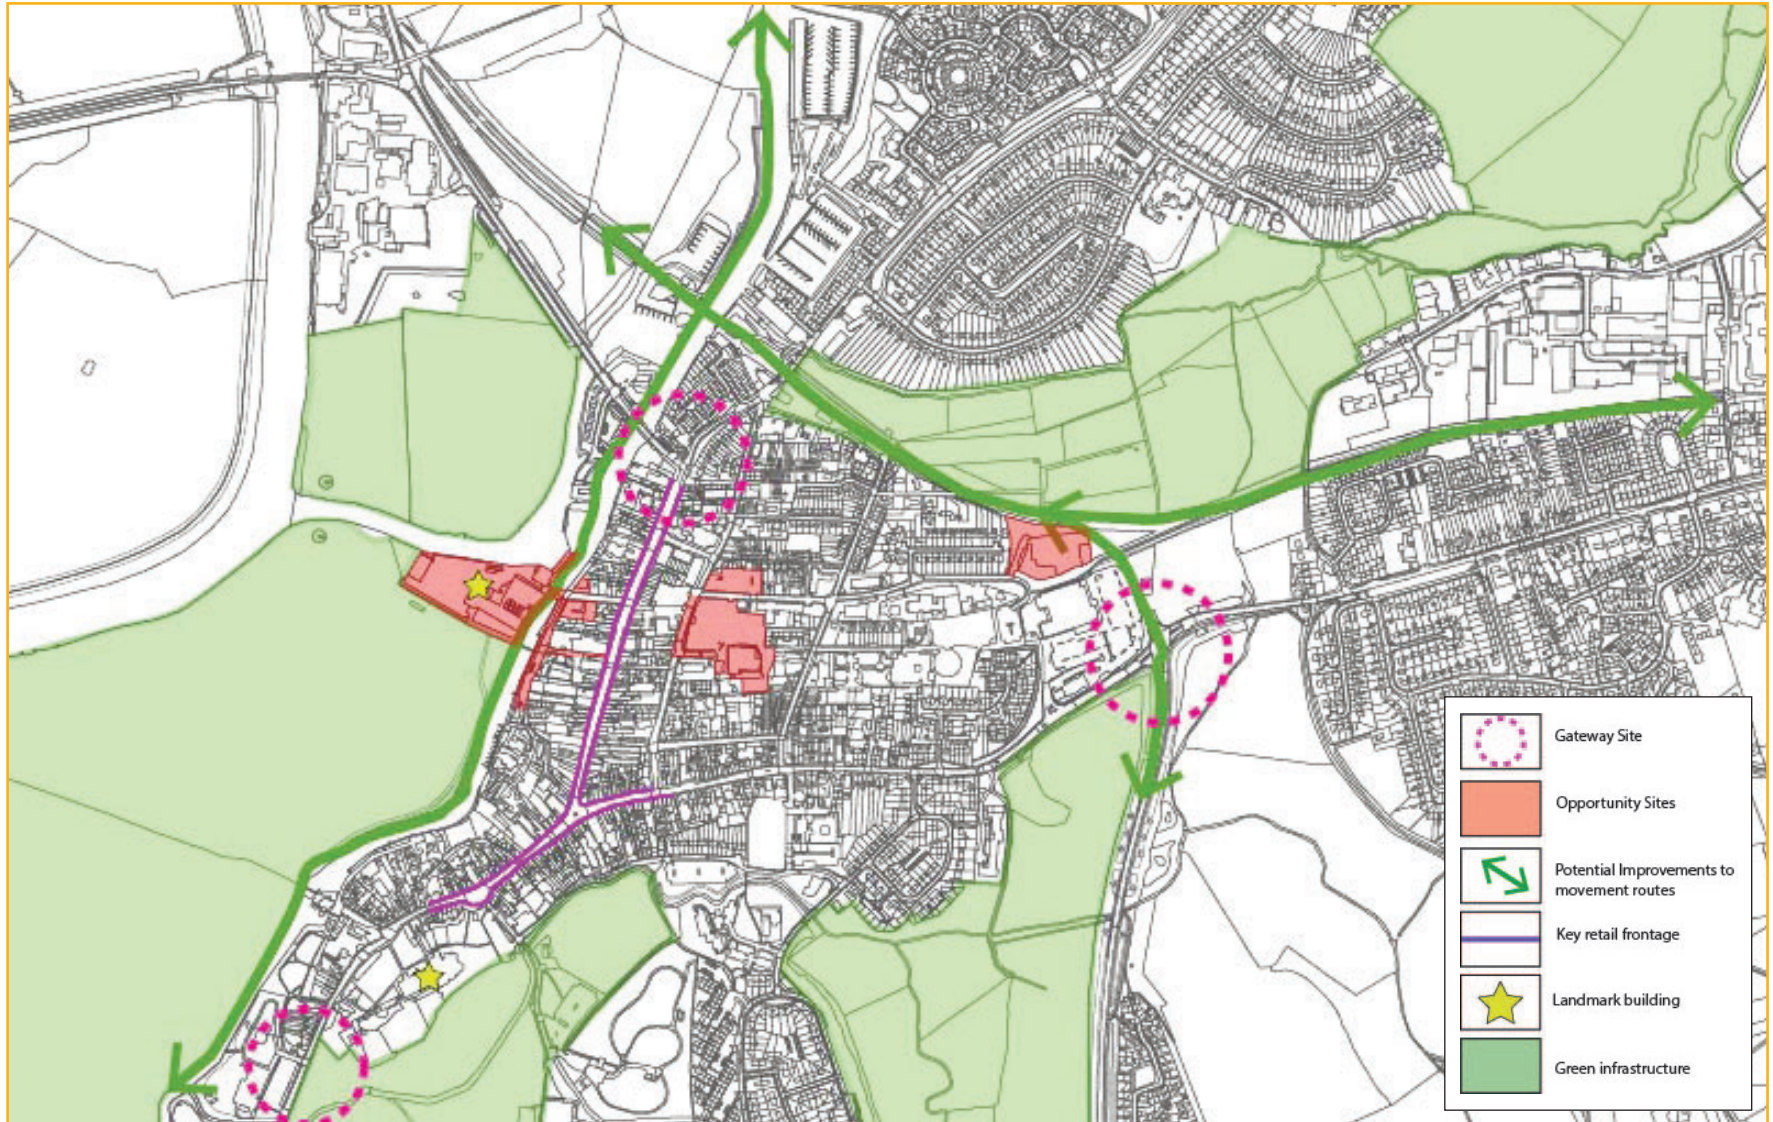 Gateway Site
Opportunity Sites
Potential Improvements to
movement routes
Key retail frontage
Landmark building
Green infrastructure